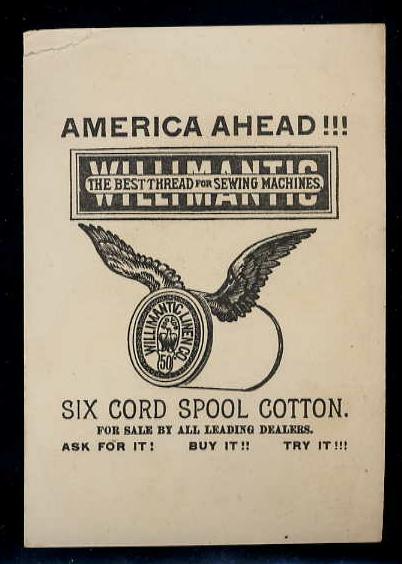 AMERICA AHEAD!!!
WILLIMANTIC
THE BEST THREAD FOR SEWING MACHINES,
WILLIMANTIC LINEN CO.
50
SIX CORD SPOOL COTTON.
FOR SALE BY ALL LEADING DEALERS.
ASK FOR IT! BUY IT!! TRY IT!!!